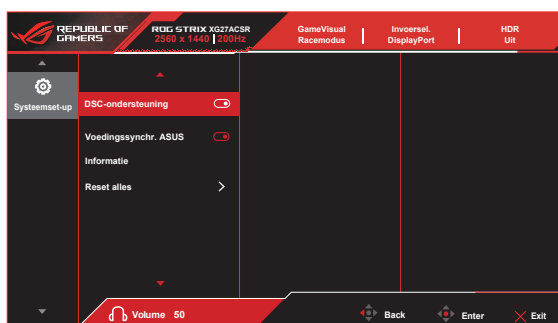 REPUBLIC OF
GAMERS
ROG STRIX XG27ACSR
2560 x 1440 200Hz
GameVisual
Racemodus
Invoersel.
DisplayPort
HDR
Uit
Systeemset-up
DSC-ondersteuning
Voedingssynchr. ASUS
Informatie
Reset alles
Volume 50
Back
Enter
Exit